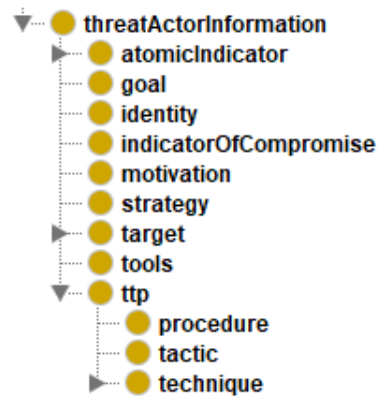 threatActorInformation
atomicIndicator
goal
identity
indicatorOfCompromise
motivation
strategy
target
tools
ttp
procedure
tactic
technique